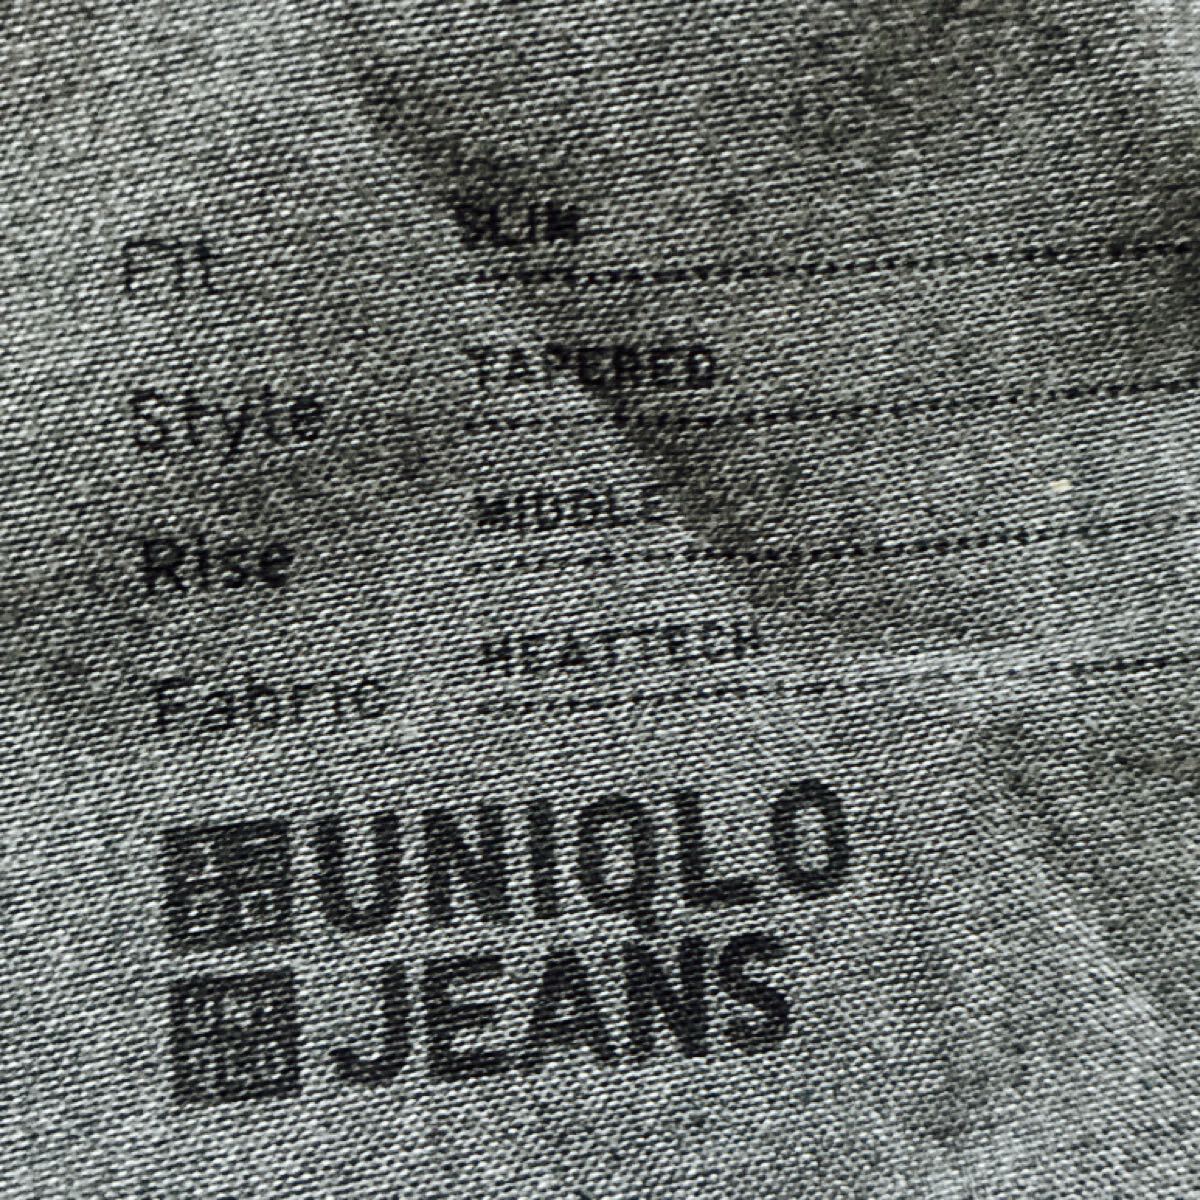 Fit SLIM
Style TAPERED
Rise MIDDLE
Fabric HEATTECH
UNIQLO
JEANS